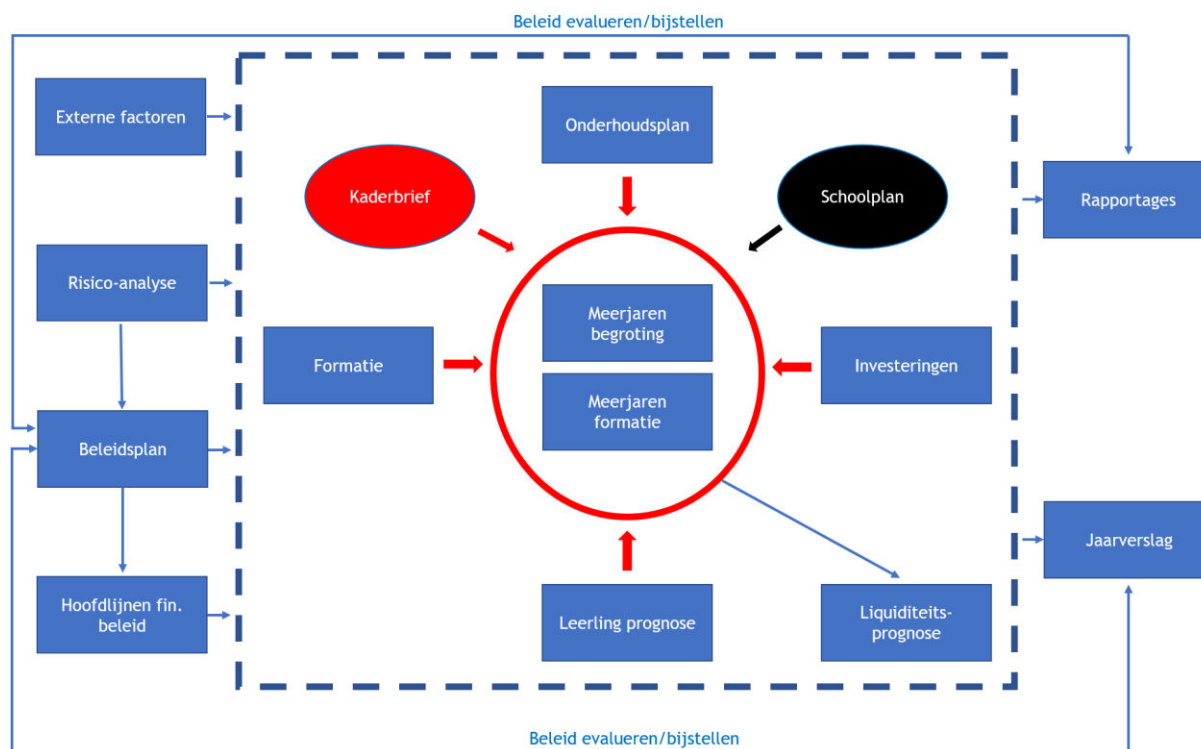 Beleid evalueren/bijstellen
Externe factoren
Onderhoudsplan
Kaderbrief
Schoolplan
Rapportages
Risico-analyse
Meerjaren
begroting
Formatie
Investeringen
Meerjaren
formatie
Beleidsplan
Jaarverslag
Hoofdlijnen fin.
beleid
Leerling prognose
Liquiditeits-
prognose
Beleid evalueren/bijstellen